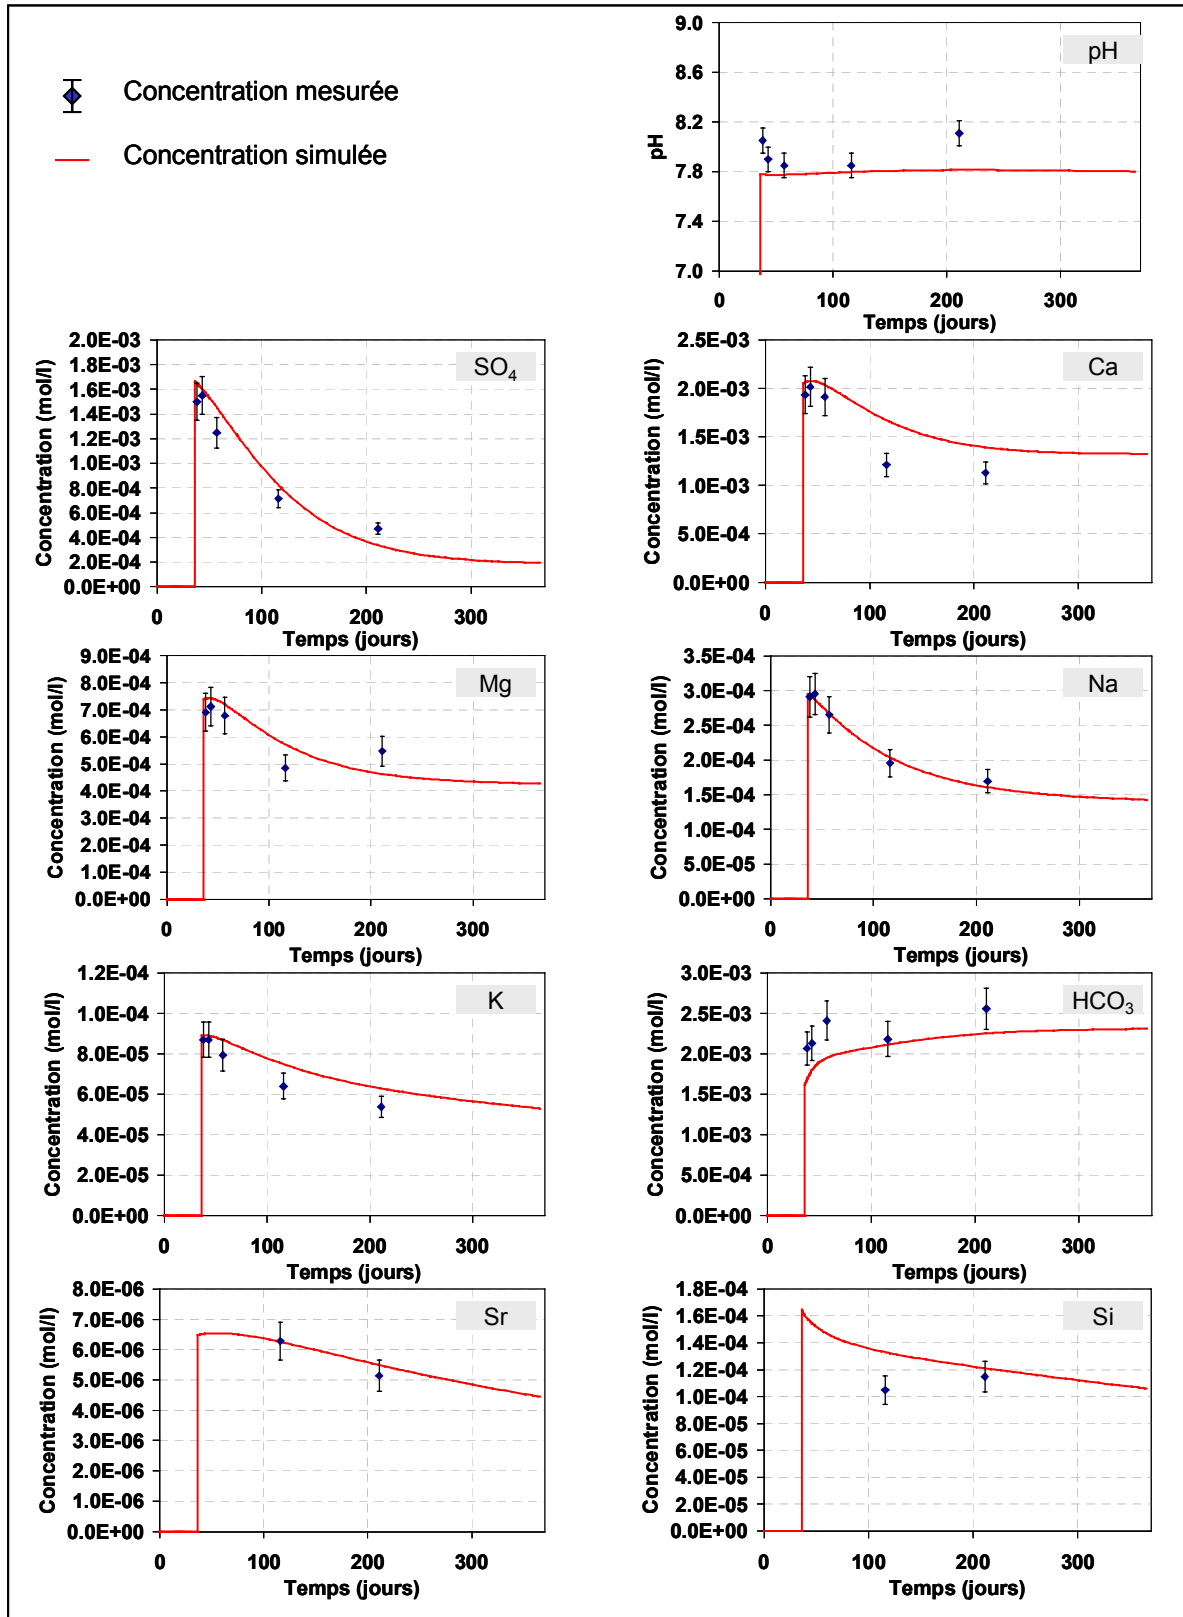 Concentration mesurée
Concentration simulée
pH
pH
9.0
8.6
8.2
7.8
7.4
7.0
0 100 200 300
Temps (jours)
SO4
Concentration (mol/l)
2.0E-03
1.8E-03
1.6E-03
1.4E-03
1.2E-03
1.0E-03
8.0E-04
6.0E-04
4.0E-04
2.0E-04
0.0E+00
0 100 200 300
Temps (jours)
Ca
Concentration (mol/l)
2.5E-03
2.0E-03
1.5E-03
1.0E-03
5.0E-04
0.0E+00
0 100 200 300
Temps (jours)
Mg
Concentration (mol/l)
9.0E-04
8.0E-04
7.0E-04
6.0E-04
5.0E-04
4.0E-04
3.0E-04
2.0E-04
1.0E-04
0.0E+00
0 100 200 300
Temps (jours)
Na
Concentration (mol/l)
3.5E-04
3.0E-04
2.5E-04
2.0E-04
1.5E-04
1.0E-04
5.0E-05
0.0E+00
0 100 200 300
Temps (jours)
K
Concentration (mol/l)
1.2E-04
1.0E-04
8.0E-05
6.0E-05
4.0E-05
2.0E-05
0.0E+00
0 100 200 300
Temps (jours)
HCO3
Concentration (mol/l)
3.0E-03
2.5E-03
2.0E-03
1.5E-03
1.0E-03
5.0E-04
0.0E+00
0 100 200 300
Temps (jours)
Sr
Concentration (mol/l)
8.0E-06
7.0E-06
6.0E-06
5.0E-06
4.0E-06
3.0E-06
2.0E-06
1.0E-06
0.0E+00
0 100 200 300
Temps (jours)
Si
Concentration (mol/l)
1.8E-04
1.6E-04
1.4E-04
1.2E-04
1.0E-04
8.0E-05
6.0E-05
4.0E-05
2.0E-05
0.0E+00
0 100 200 300
Temps (jours)